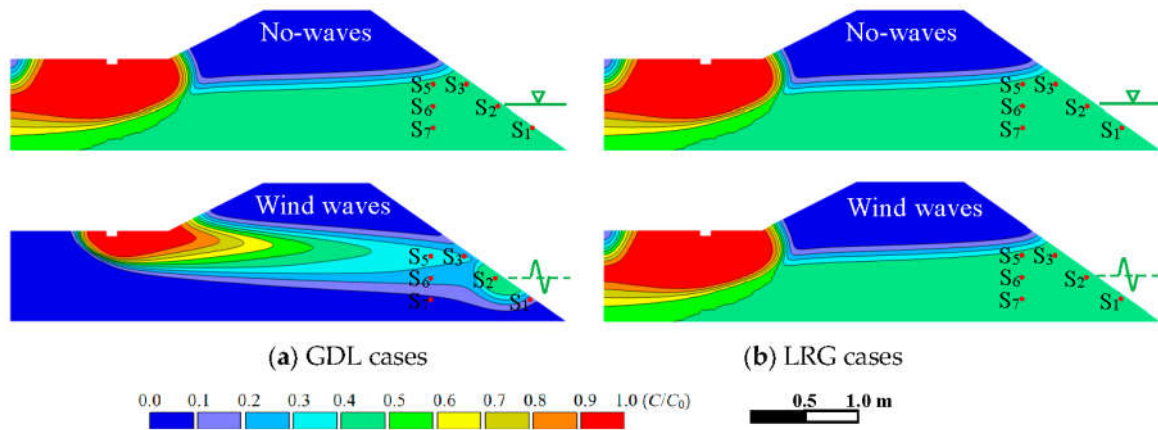 No-waves
S5 S3
S6 S2
S7 S1
No-waves
S5 S3
S6 S2
S7 S1
Wind waves
S5 S3
S6 S2
S7 S1
Wind waves
S5 S3
S6 S2
S7 S1
(a) GDL cases
(b) LRG cases
0.0 0.1 0.2 0.3 0.4 0.5 0.6 0.7 0.8 0.9 1.0 (C/C0)
0.5 1.0 m